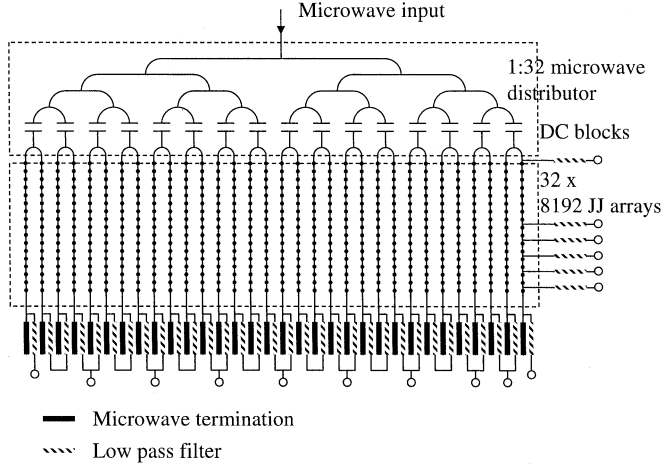 Microwave input
1:32 microwave
distributor
DC blocks
32 x
8192 JJ arrays
Microwave termination
Low pass filter